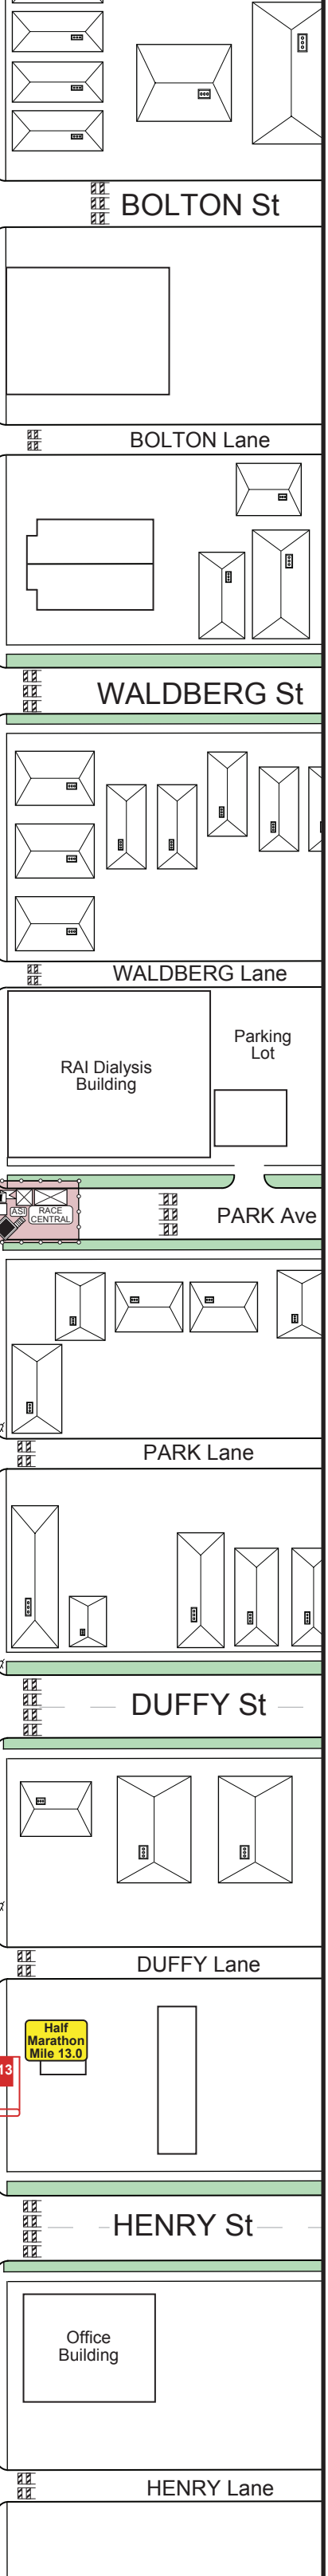 BOLTON St
BOLTON Lane
WALDBERG St
WALDBERG Lane
RAI Dialysis
Building
Parking
Lot
ASI
RACE
CENTRAL
PARK Ave
PARK Lane
DUFFY St
DUFFY Lane
Half
Marathon
Mile 13.0
13
HENRY St
Office
Building
HENRY Lane